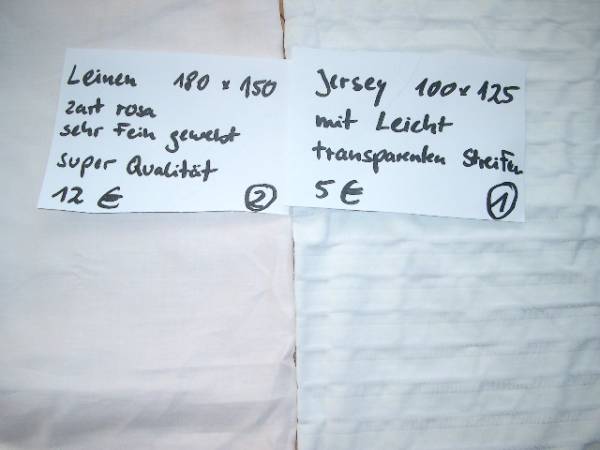 Leinen 180 x 150
zart rosa
sehr Fein gewebt
super Qualität
12 € 2
Jersey 100 x 125
mit Leicht
transparenten Streifen
5 € 1